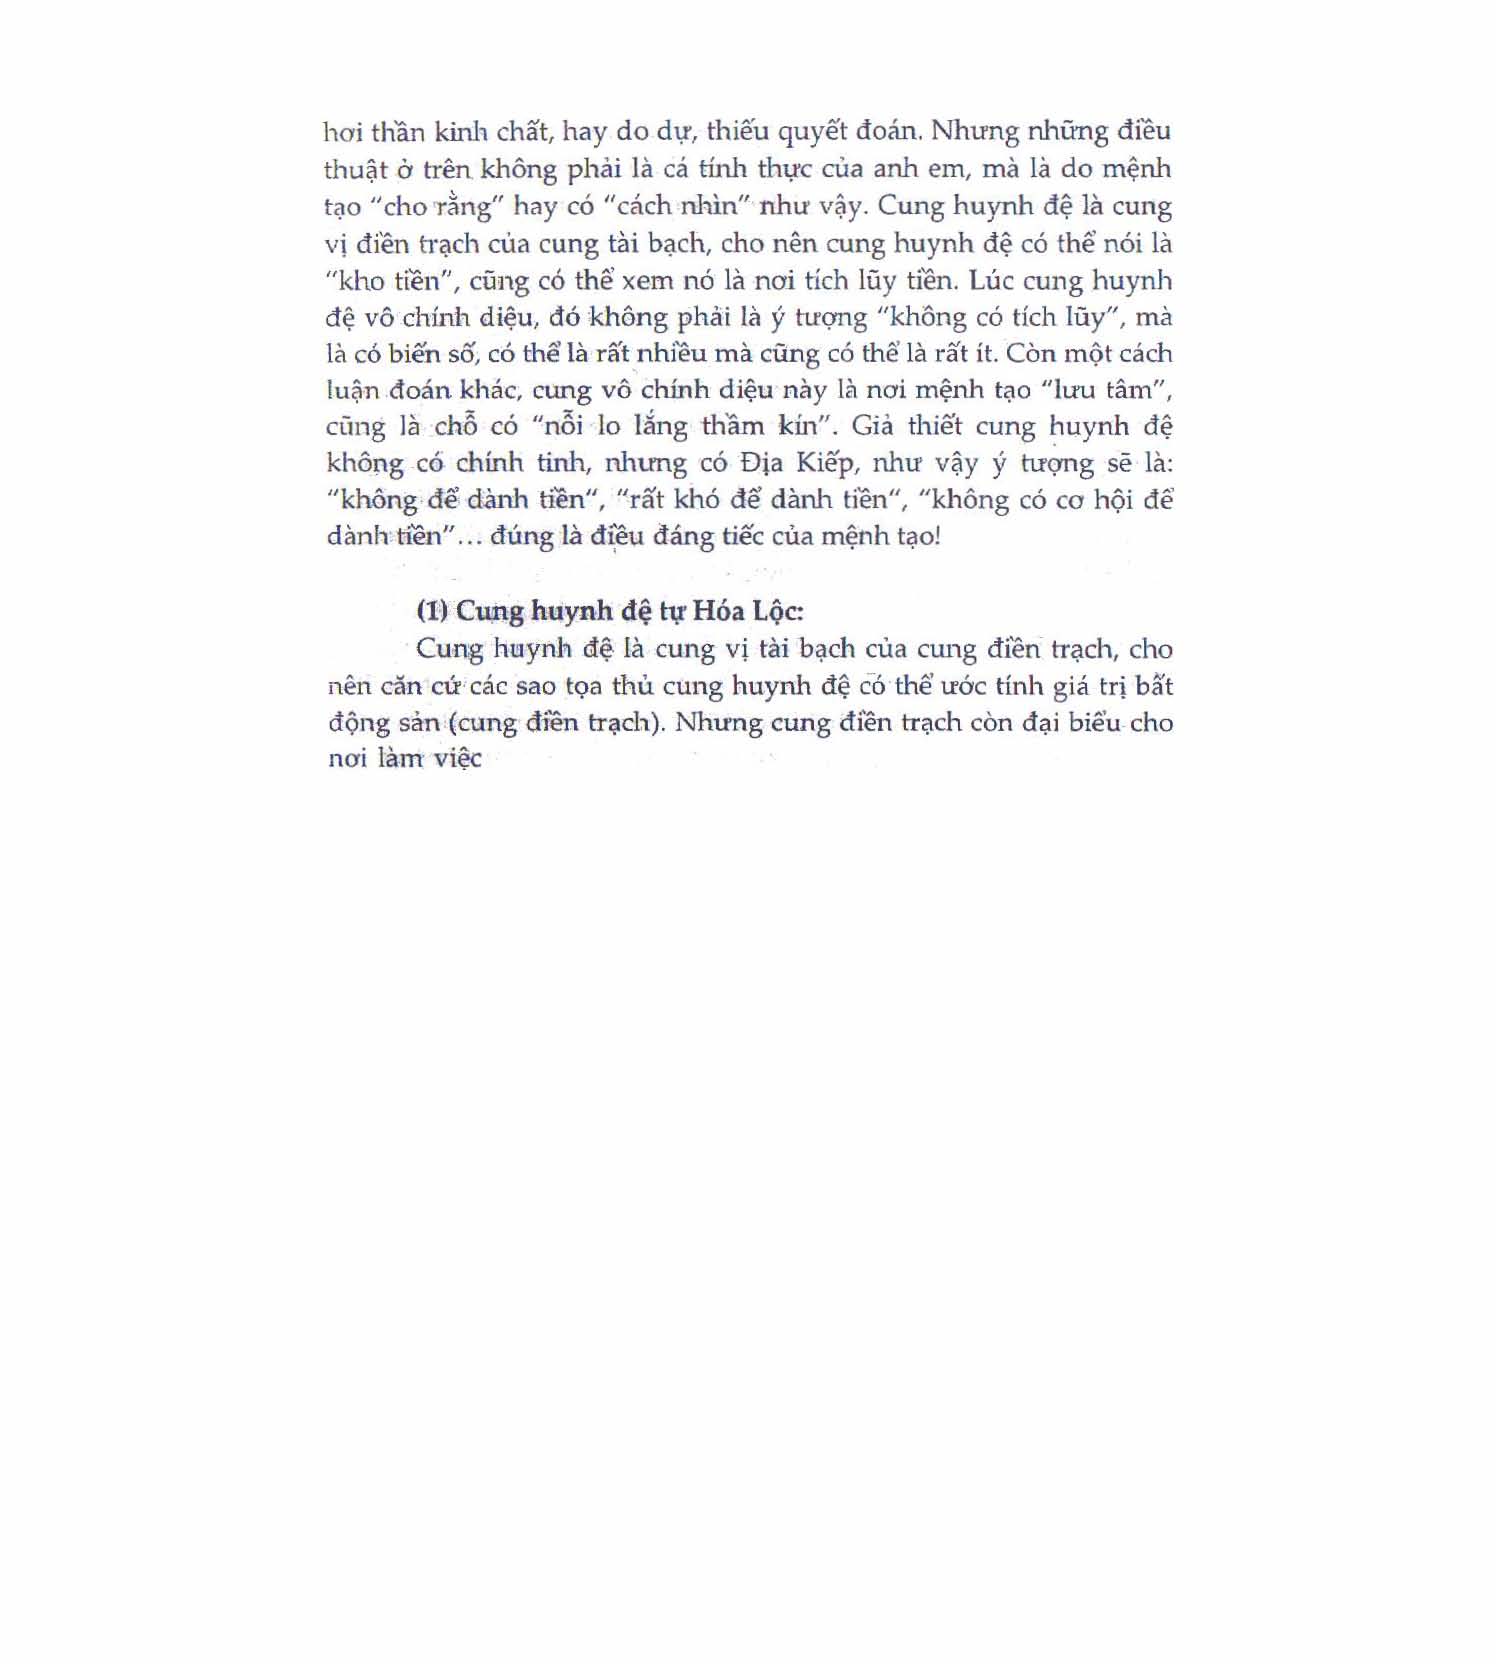 hơi thần kinh chất, hay do dự, thiếu quyết đoán. Nhưng những điều
thuật ở trên không phải là cá tính thực của anh em, mà là do mệnh
tạo "cho rằng" hay có "cách nhìn" như vậy. Cung huynh đệ là cung
vị điền trạch của cung tài bạch, cho nên cung huynh đệ có thể nói là
"kho tiền", cũng có thể xem nó là nơi tích lũy tiền. Lúc cung huynh
đệ vô chính diệu, đó không phải là ý tượng "không có tích lũy", mà
là có biến số, có thể là rất nhiều mà cũng có thể là rất ít. Còn một cách
luận đoán khác, cung vô chính diệu này là nơi mệnh tạo "lưu tâm",
cũng là chỗ có "nỗi lo lắng thầm kín". Giả thiết cung huynh đệ
không có chính tinh, nhưng có Địa Kiếp, như vậy ý tượng sẽ là:
"không để dành tiền", "rất khó để dành tiền", "không có cơ hội để
dành tiền"... đúng là điều đáng tiếc của mệnh tạo!
(1) Cung huynh đệ tự Hóa Lộc:
Cung huynh đệ là cung vị tài bạch của cung điền trạch, cho
nên căn cứ các sao tọa thủ cung huynh đệ có thể ước tính giá trị bất
động sản (cung điền trạch). Nhưng cung điền trạch còn đại biểu cho
nơi làm việc